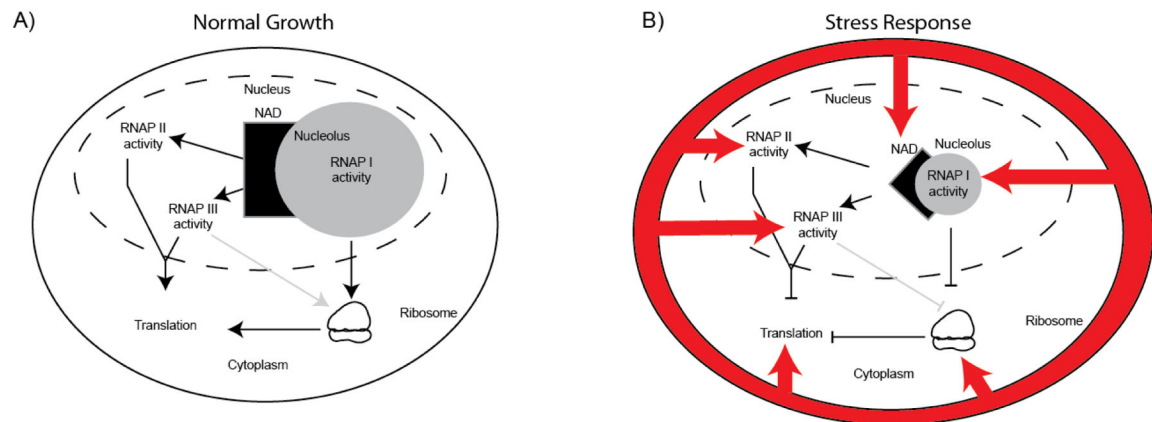 A)
Normal Growth
Nucleus
NAD
RNAP II
activity
Nucleolus
RNAP I
activity
RNAP III
activity
Ribosome
Translation
Cytoplasm
B)
Stress Response
Nucleus
RNAP II
activity
NAD
Nucleolus
RNAP I
activity
RNAP III
activity
Ribosome
Translation
Cytoplasm